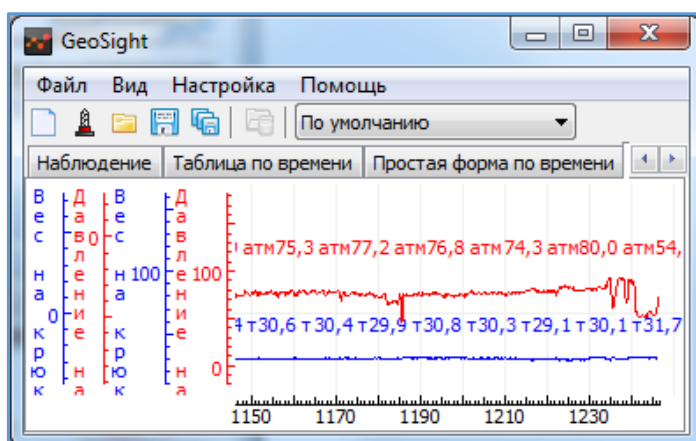 GeoSight
Файл Вид Настройка Помощь
По умолчанию
Наблюдение Таблица по времени Простая форма по времени
Вес на крюк
Давление на
Вес на крюк
Давление на
0
0
100
100
0
атм75,3 атм77,2 атм76,8 атм74,3 атм80,0 атм54,
4 т30,6 т30,4 т29,9 т30,8 т30,3 т29,1 т30,1 т31,7
1150 1170 1190 1210 1230